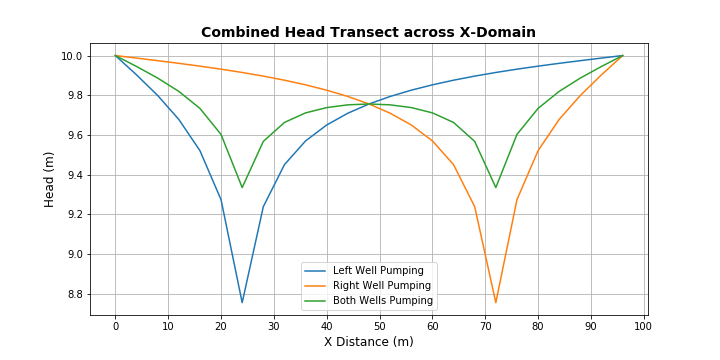 Combined Head Transect across X-Domain
Head (m)
10.0
9.8
9.6
9.4
9.2
9.0
8.8
Left Well Pumping
Right Well Pumping
Both Wells Pumping
0 10 20 30 40 50 60 70 80 90 100
X Distance (m)